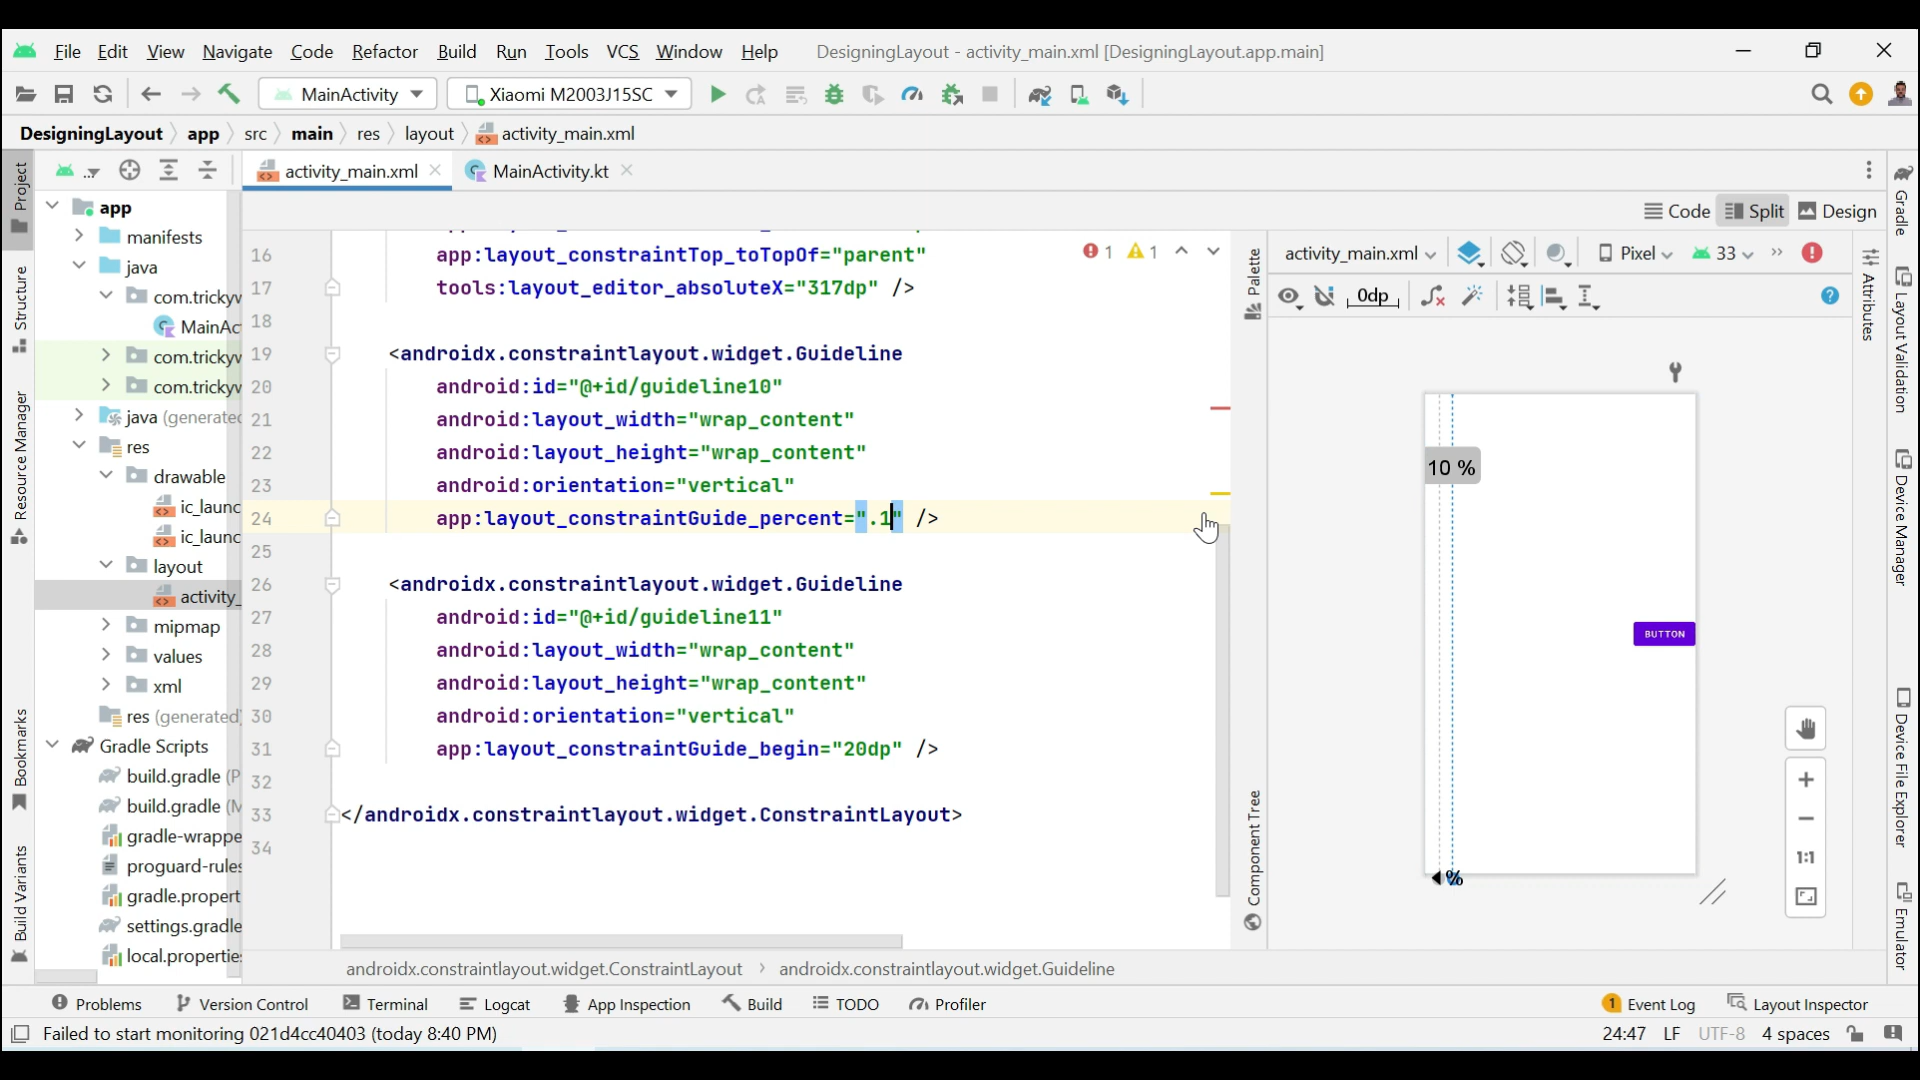 File Edit View Navigate Code Refactor Build Run Tools VCS Window Help DesigningLayout - activity_main.xml [DesigningLayout.app.main]
MainActivity Xiaomi M2003J15SC
DesigningLayout app src main res layout activity_main.xml
activity_main.xml MainActivity.kt
Code Split Design
Project
Structure
Resource Manager
Bookmarks
Build Variants
app
manifests
java
com.trickyw
MainAc
com.trickyw
com.trickyw
java (generated
res
drawable
ic_launc
ic_launc
layout
activity_
mipmap
values
xml
res (generated)
Gradle Scripts
build.gradle (P
build.gradle (M
gradle-wrappe
proguard-rules
gradle.propert
settings.gradle
local.properties
16 app:layout_constraintTop_toTopOf="parent"
17 tools:layout_editor_absoluteX="317dp" />
18
19 <androidx.constraintlayout.widget.Guideline
20 android:id="@+id/guideline10"
21 android:layout_width="wrap_content"
22 android:layout_height="wrap_content"
23 android:orientation="vertical"
24 app:layout_constraintGuide_percent=".1" />
25
26 <androidx.constraintlayout.widget.Guideline
27 android:id="@+id/guideline11"
28 android:layout_width="wrap_content"
29 android:layout_height="wrap_content"
30 android:orientation="vertical"
31 app:layout_constraintGuide_begin="20dp" />
32
33 </androidx.constraintlayout.widget.ConstraintLayout>
34
1 1
androidx.constraintlayout.widget.ConstraintLayout > androidx.constraintlayout.widget.Guideline
Palette
Component Tree
activity_main.xml Pixel 33 »
0dp
?
10 %
BUTTON
%
1:1
Attributes
Gradle
Layout Validation
Device Manager
Device File Explorer
Emulator
Problems Version Control Terminal Logcat App Inspection Build TODO Profiler 1 Event Log Layout Inspector
Failed to start monitoring 021d4cc40403 (today 8:40 PM) 24:47 LF UTF-8 4 spaces